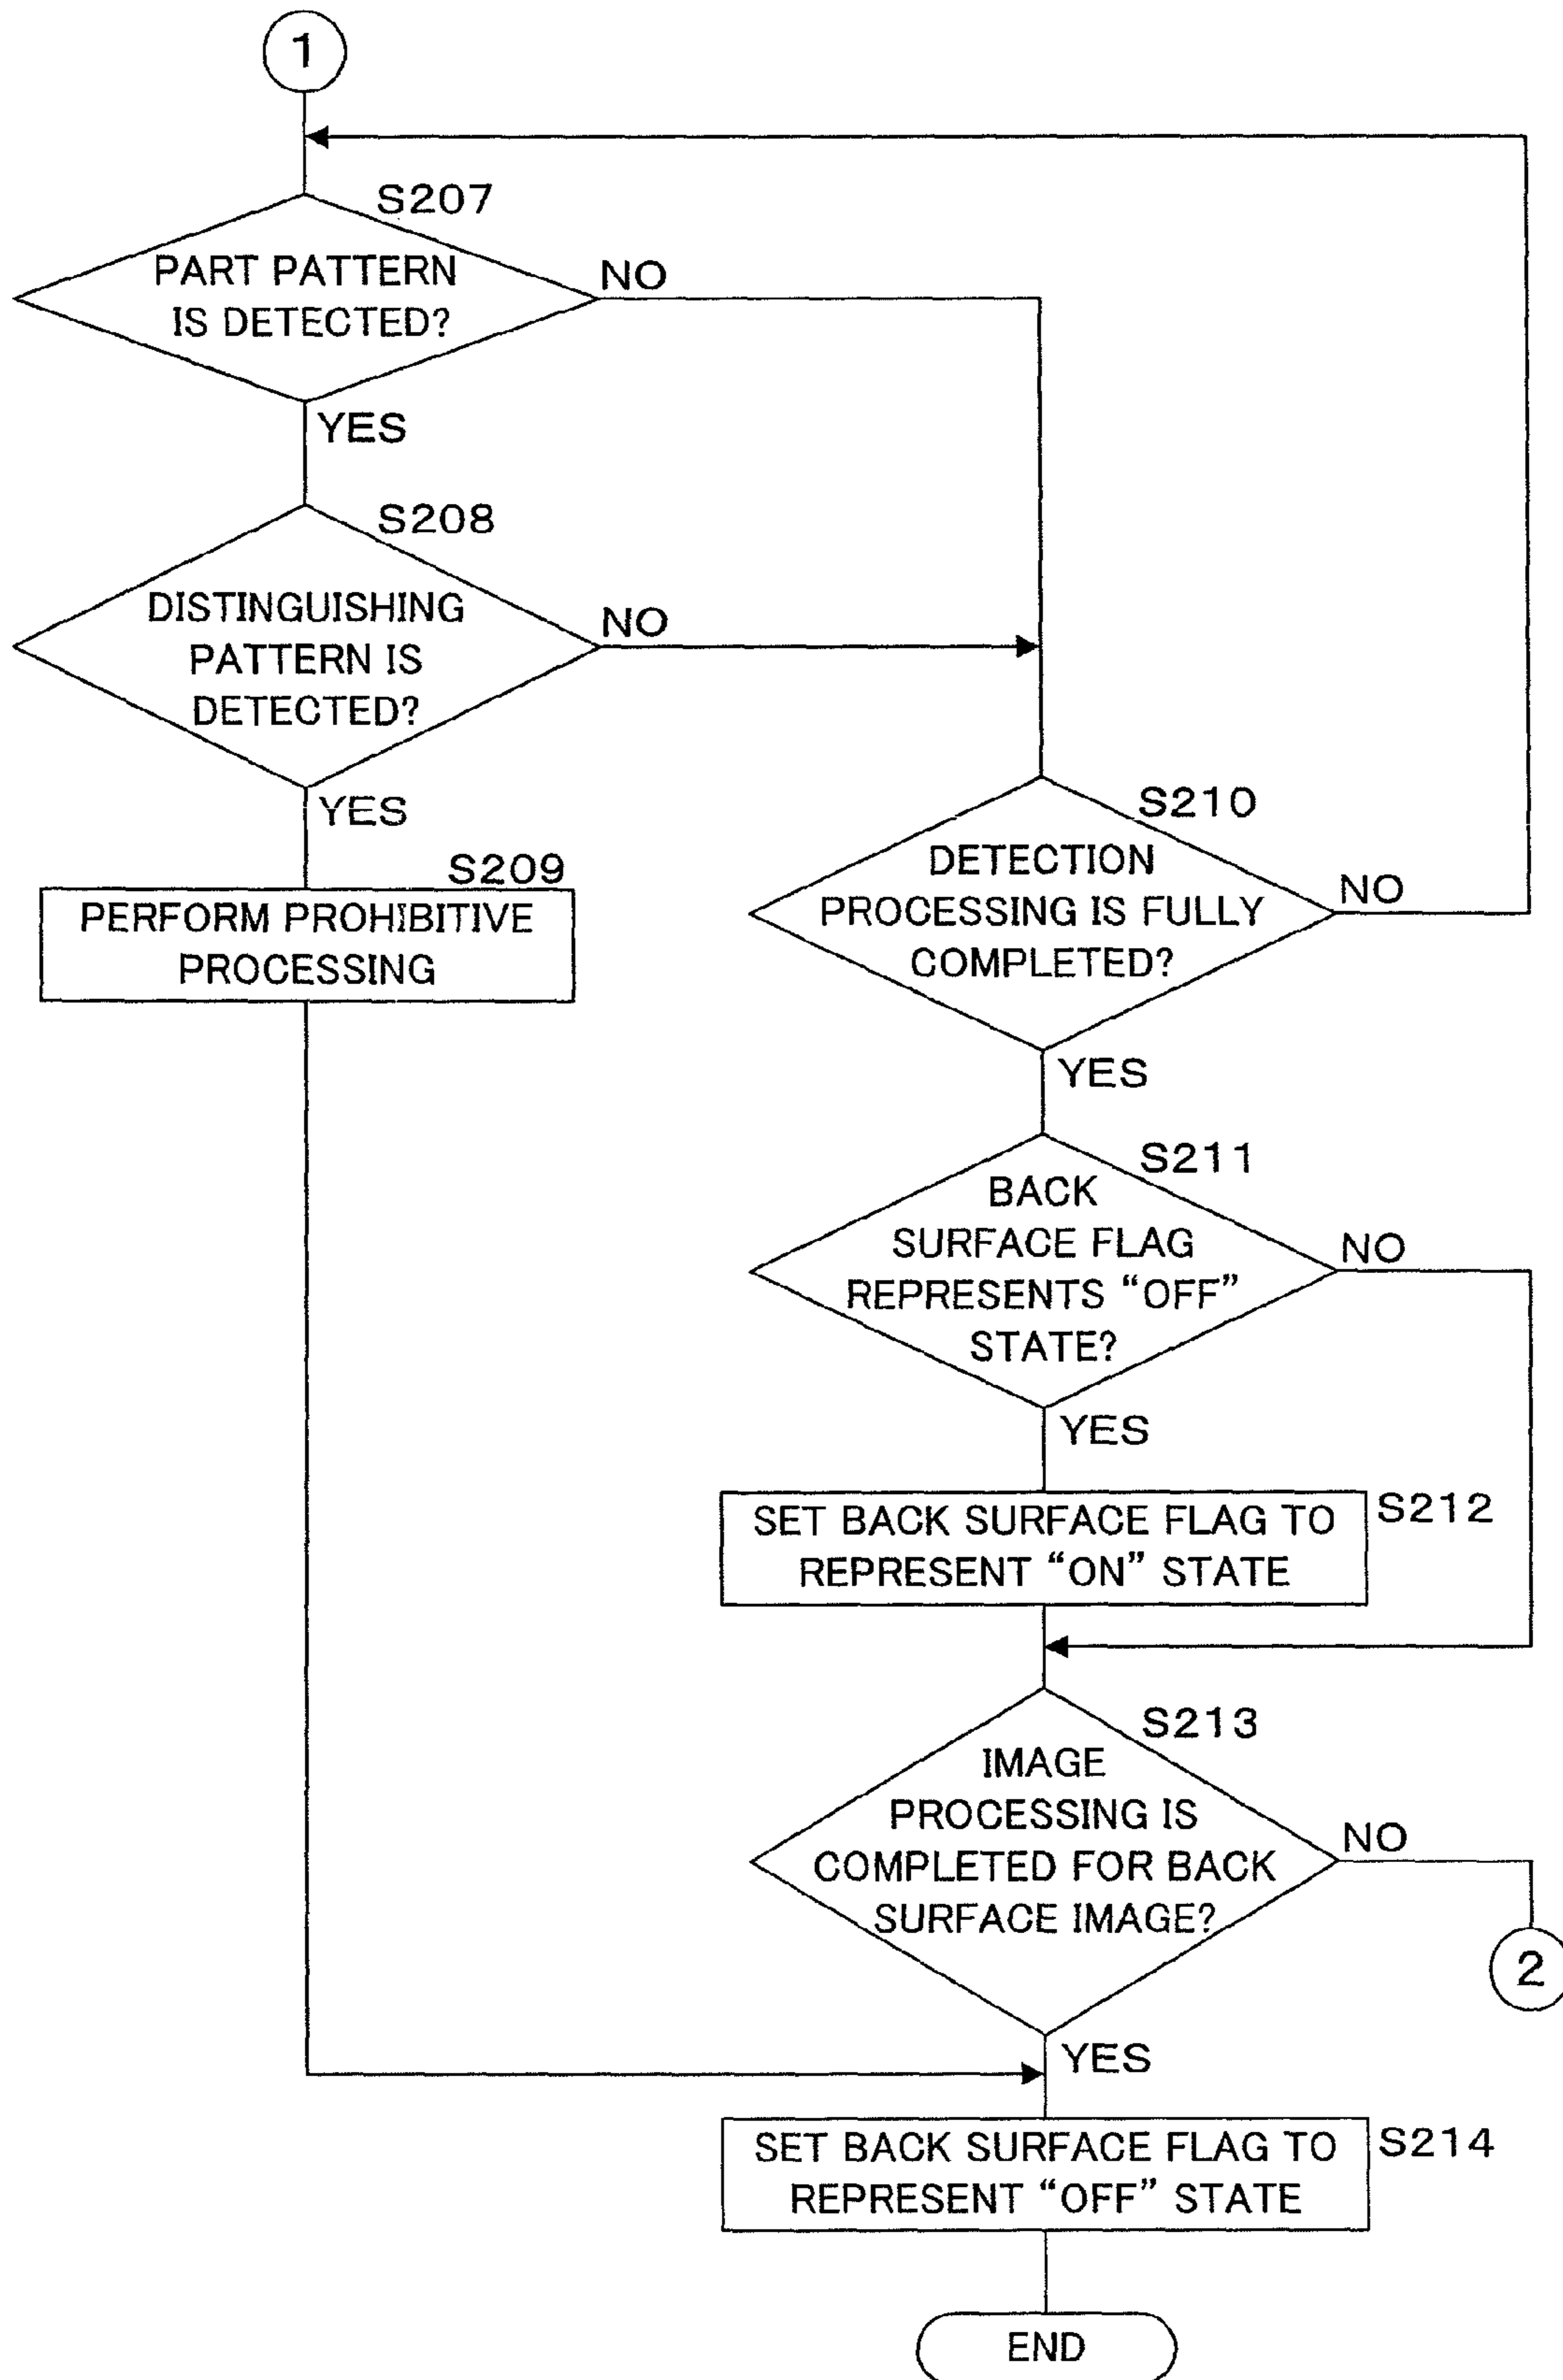 1
S207
PART PATTERN
IS DETECTED?
NO
YES
S208
DISTINGUISHING
PATTERN IS
DETECTED?
NO
YES
S209
PERFORM PROHIBITIVE
PROCESSING
S210
DETECTION
PROCESSING IS FULLY
COMPLETED?
NO
YES
S211
BACK
SURFACE FLAG
REPRESENTS “OFF”
STATE?
NO
YES
S212
SET BACK SURFACE FLAG TO
REPRESENT “ON” STATE
S213
IMAGE
PROCESSING IS
COMPLETED FOR BACK
SURFACE IMAGE?
NO
2
YES
S214
SET BACK SURFACE FLAG TO
REPRESENT “OFF” STATE
END